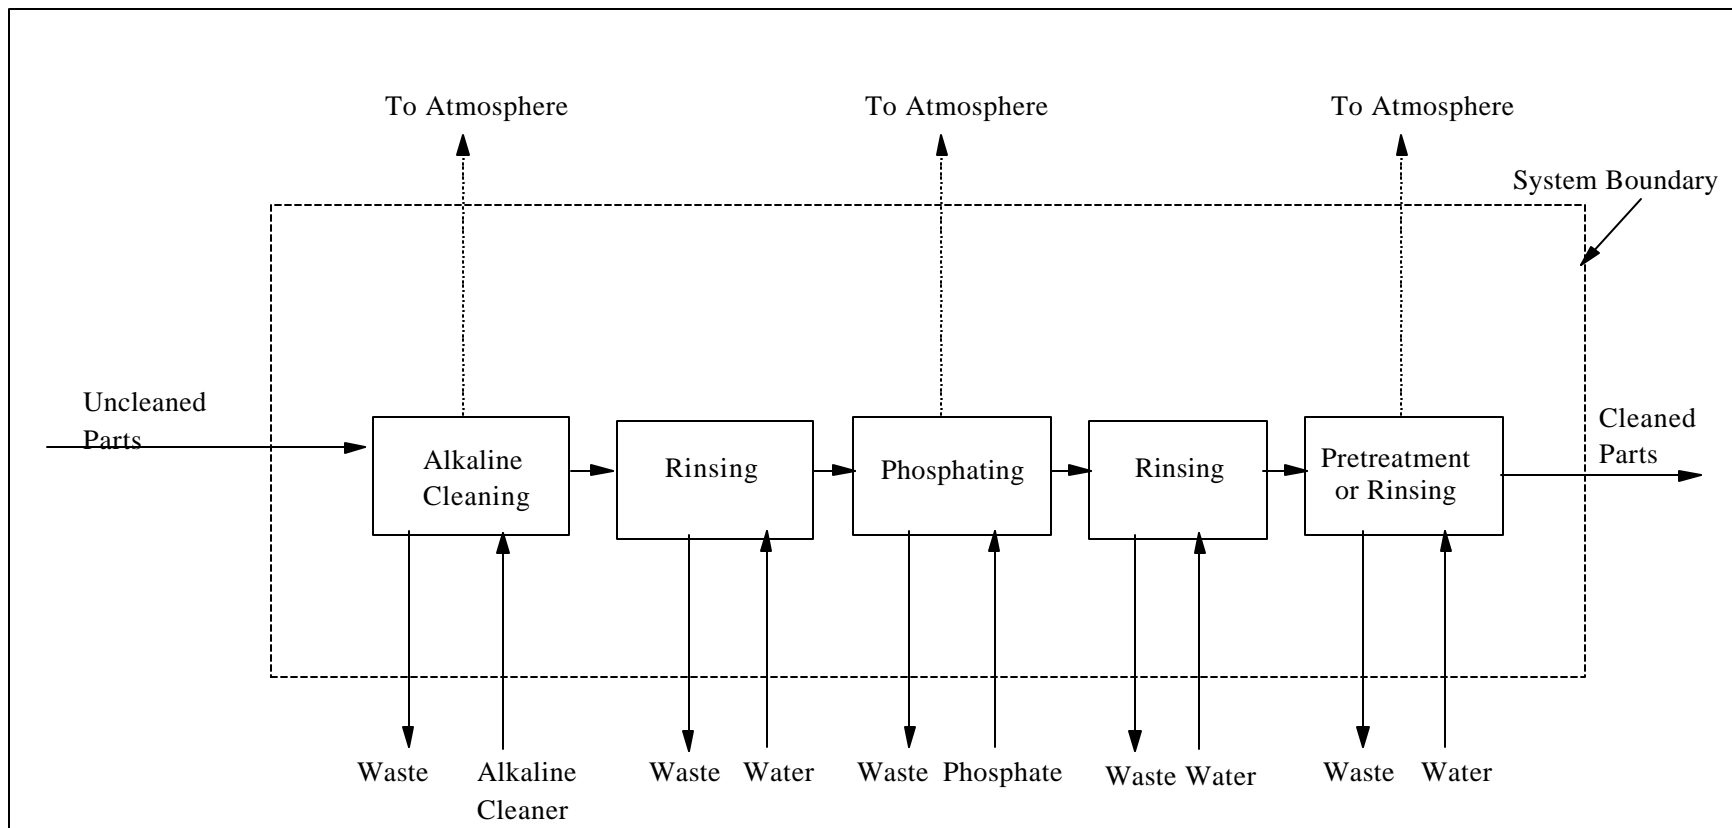 To Atmosphere
To Atmosphere
To Atmosphere
System Boundary
Uncleaned
Parts
Alkaline
Cleaning
Rinsing
Phosphating
Rinsing
Pretreatment
or Rinsing
Cleaned
Parts
Waste
Alkaline
Cleaner
Waste
Water
Waste
Phosphate
Waste
Water
Waste
Water